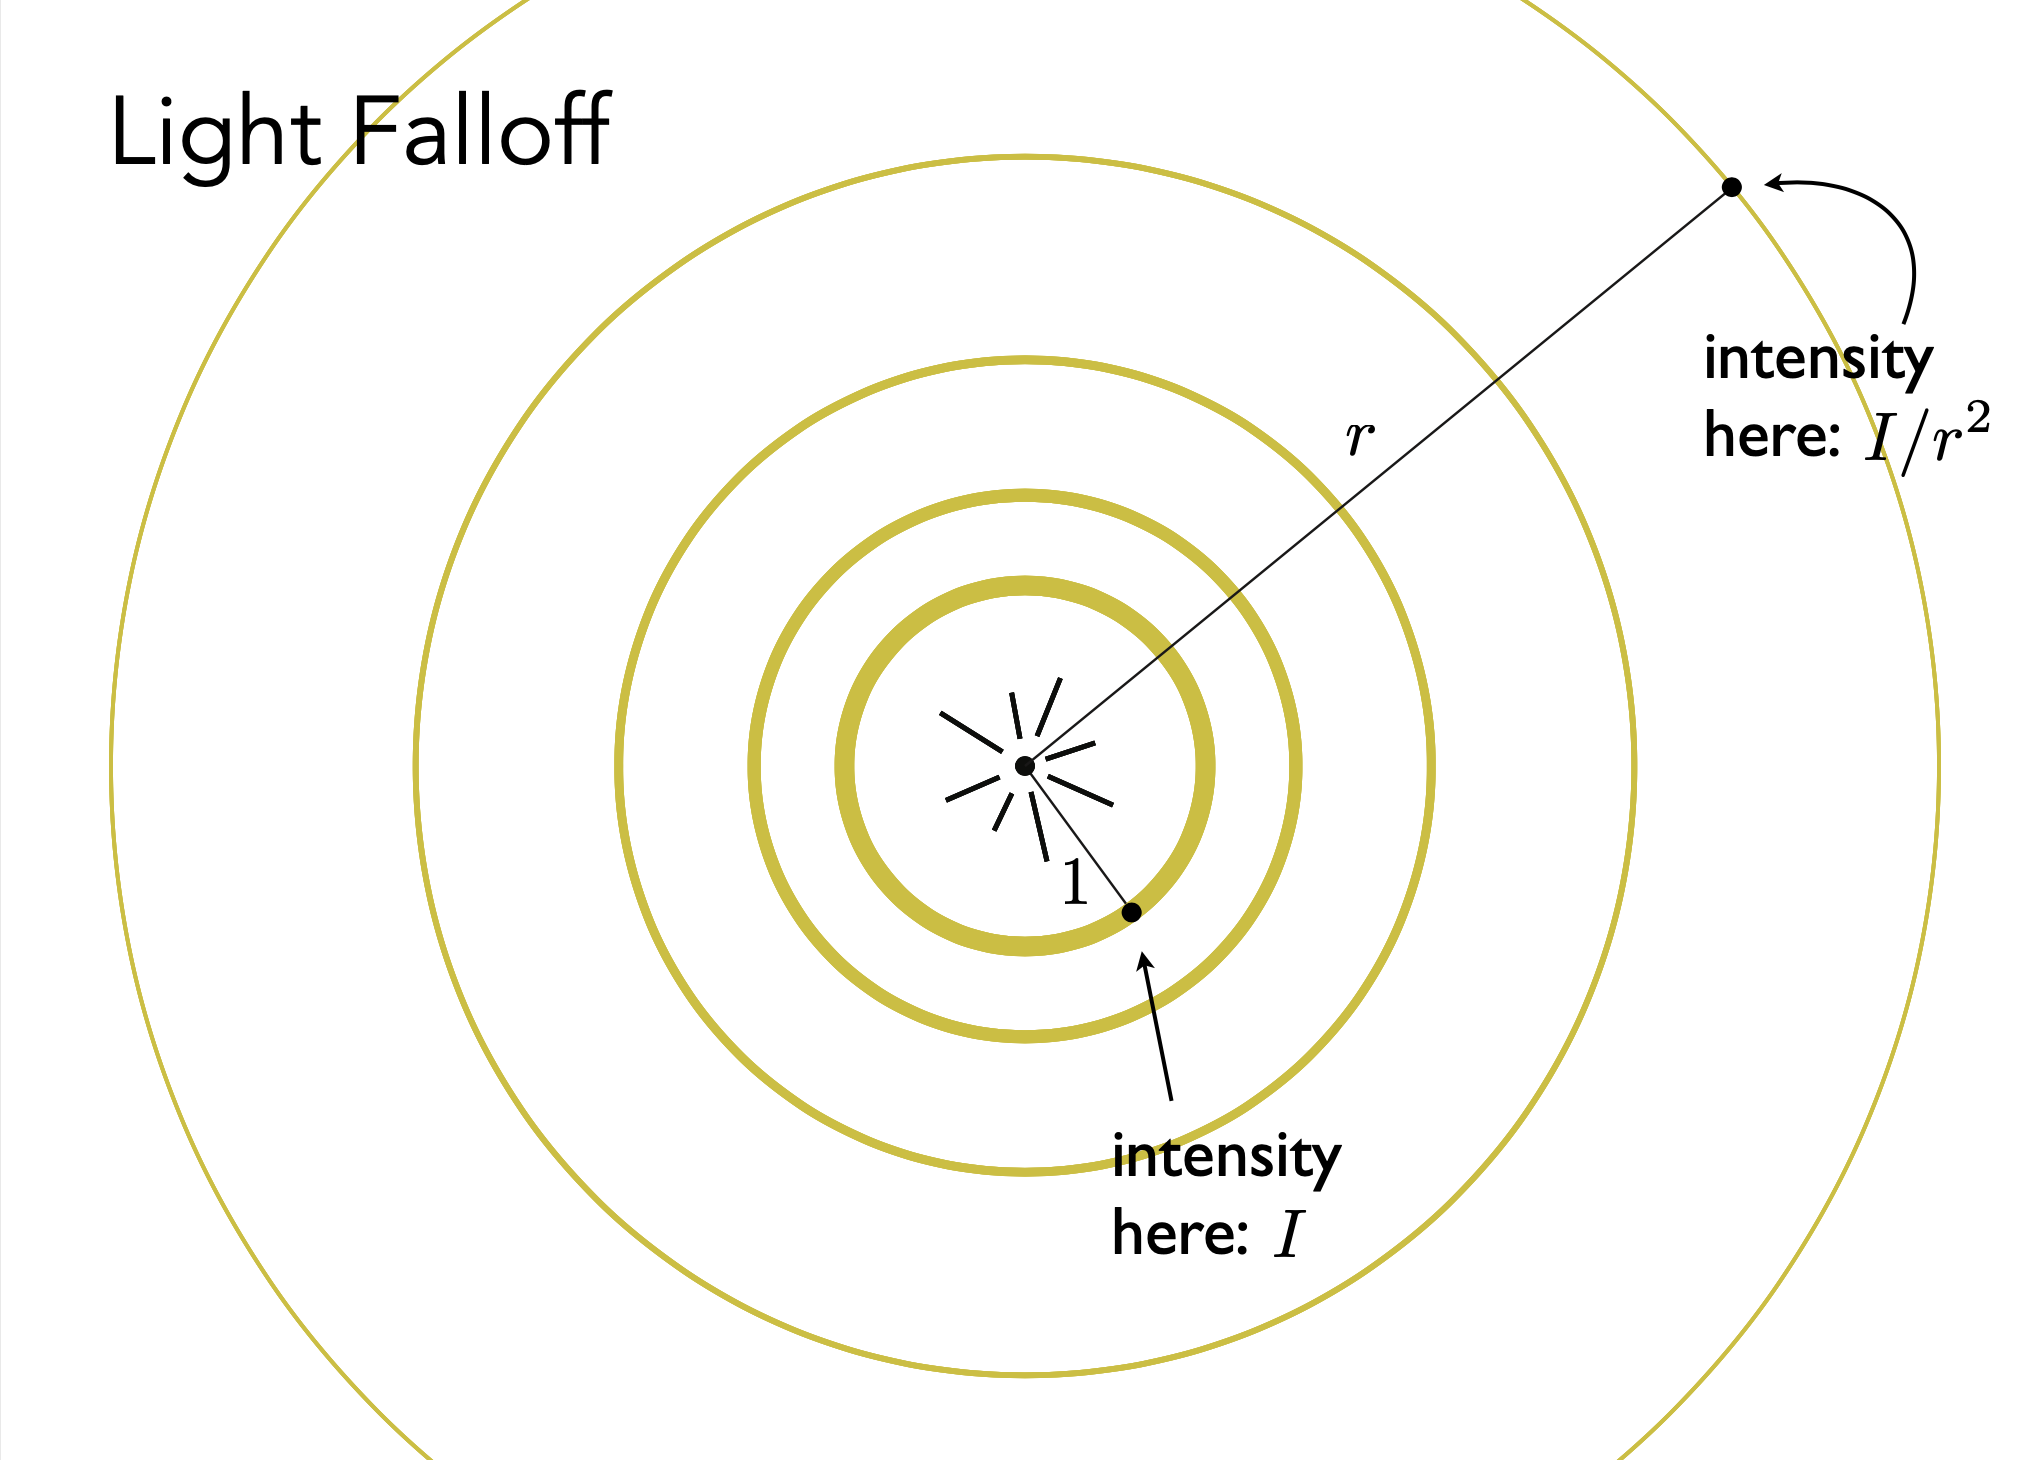 Light Falloff
intensity
here: I/r²
r
1
intensity
here: I